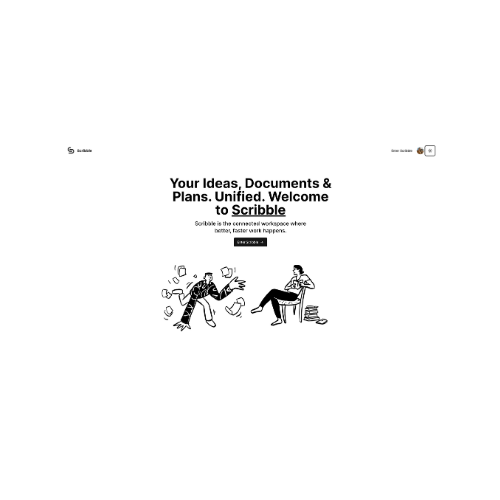 Scribble
Enter Scribble
Your Ideas, Documents &
Plans. Unified. Welcome
to Scribble
Scribble is the connected workspace where
better, faster work happens.